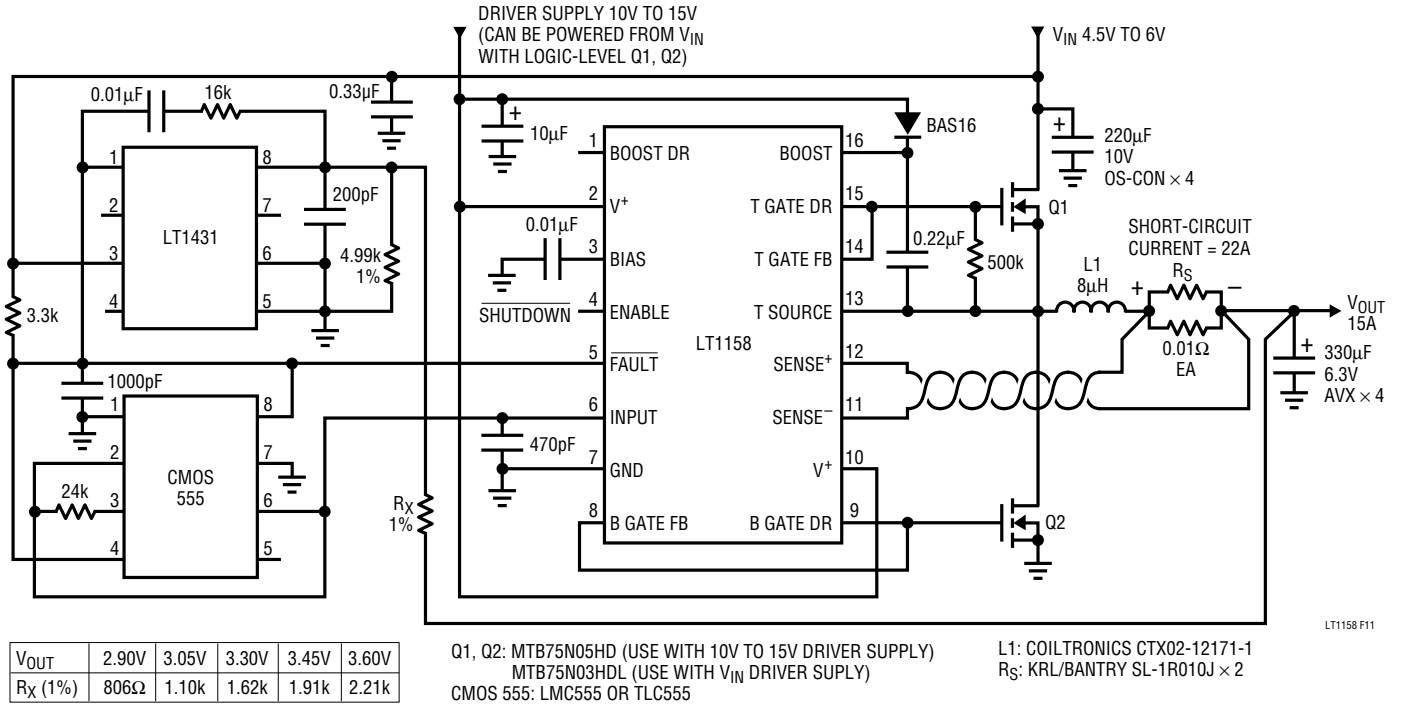 DRIVER SUPPLY 10V TO 15V
(CAN BE POWERED FROM VIN
WITH LOGIC-LEVEL Q1, Q2)
VIN 4.5V TO 6V
0.01µF
16k
0.33µF
+
10µF
BAS16
+
220µF
10V
OS-CON × 4
1
2
3
4
LT1431
8
7
6
5
200pF
4.99k
1%
3.3k
0.01µF
SHUTDOWN
1
BOOST DR
2
V+
3
BIAS
4
ENABLE
5
FAULT
6
INPUT
7
GND
8
B GATE FB
LT1158
16
BOOST
15
T GATE DR
14
T GATE FB
13
T SOURCE
12
SENSE+
11
SENSE–
10
V+
9
B GATE DR
0.22µF
500k
Q1
SHORT-CIRCUIT
CURRENT = 22A
L1
8µH
+
RS
–
0.01Ω
EA
VOUT
15A
+
330µF
6.3V
AVX × 4
1000pF
1
2
3
4
CMOS
555
8
7
6
5
24k
470pF
RX
1%
Q2
LT1158 F11
VOUT 2.90V 3.05V 3.30V 3.45V 3.60V
RX (1%) 806Ω 1.10k 1.62k 1.91k 2.21k
Q1, Q2: MTB75N05HD (USE WITH 10V TO 15V DRIVER SUPPLY)
MTB75N03HDL (USE WITH VIN DRIVER SUPLY)
CMOS 555: LMC555 OR TLC555
L1: COILTRONICS CTX02-12171-1
RS: KRL/BANTRY SL-1R010J × 2